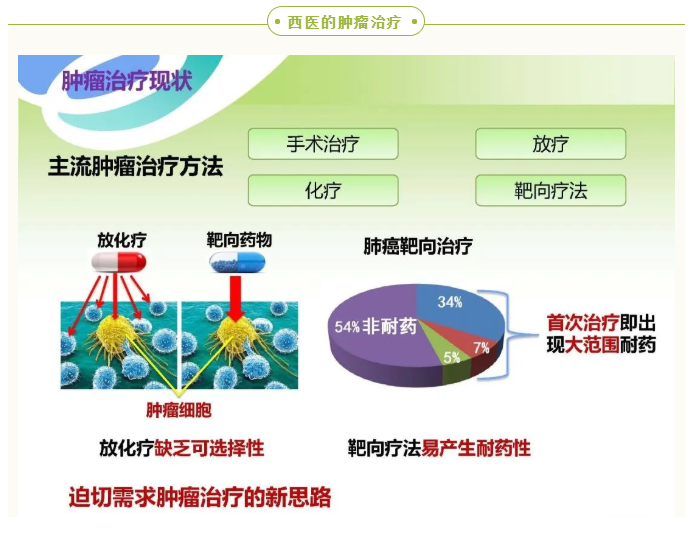 西医的肿瘤治疗
肿瘤治疗现状
主流肿瘤治疗方法
手术治疗
放疗
化疗
靶向疗法
放化疗
靶向药物
肿瘤细胞
放化疗缺乏可选择性
肺癌靶向治疗
34%
54%非耐药
7%
5%
首次治疗即出
现大范围耐药
靶向疗法易产生耐药性
迫切需求肿瘤治疗的新思路